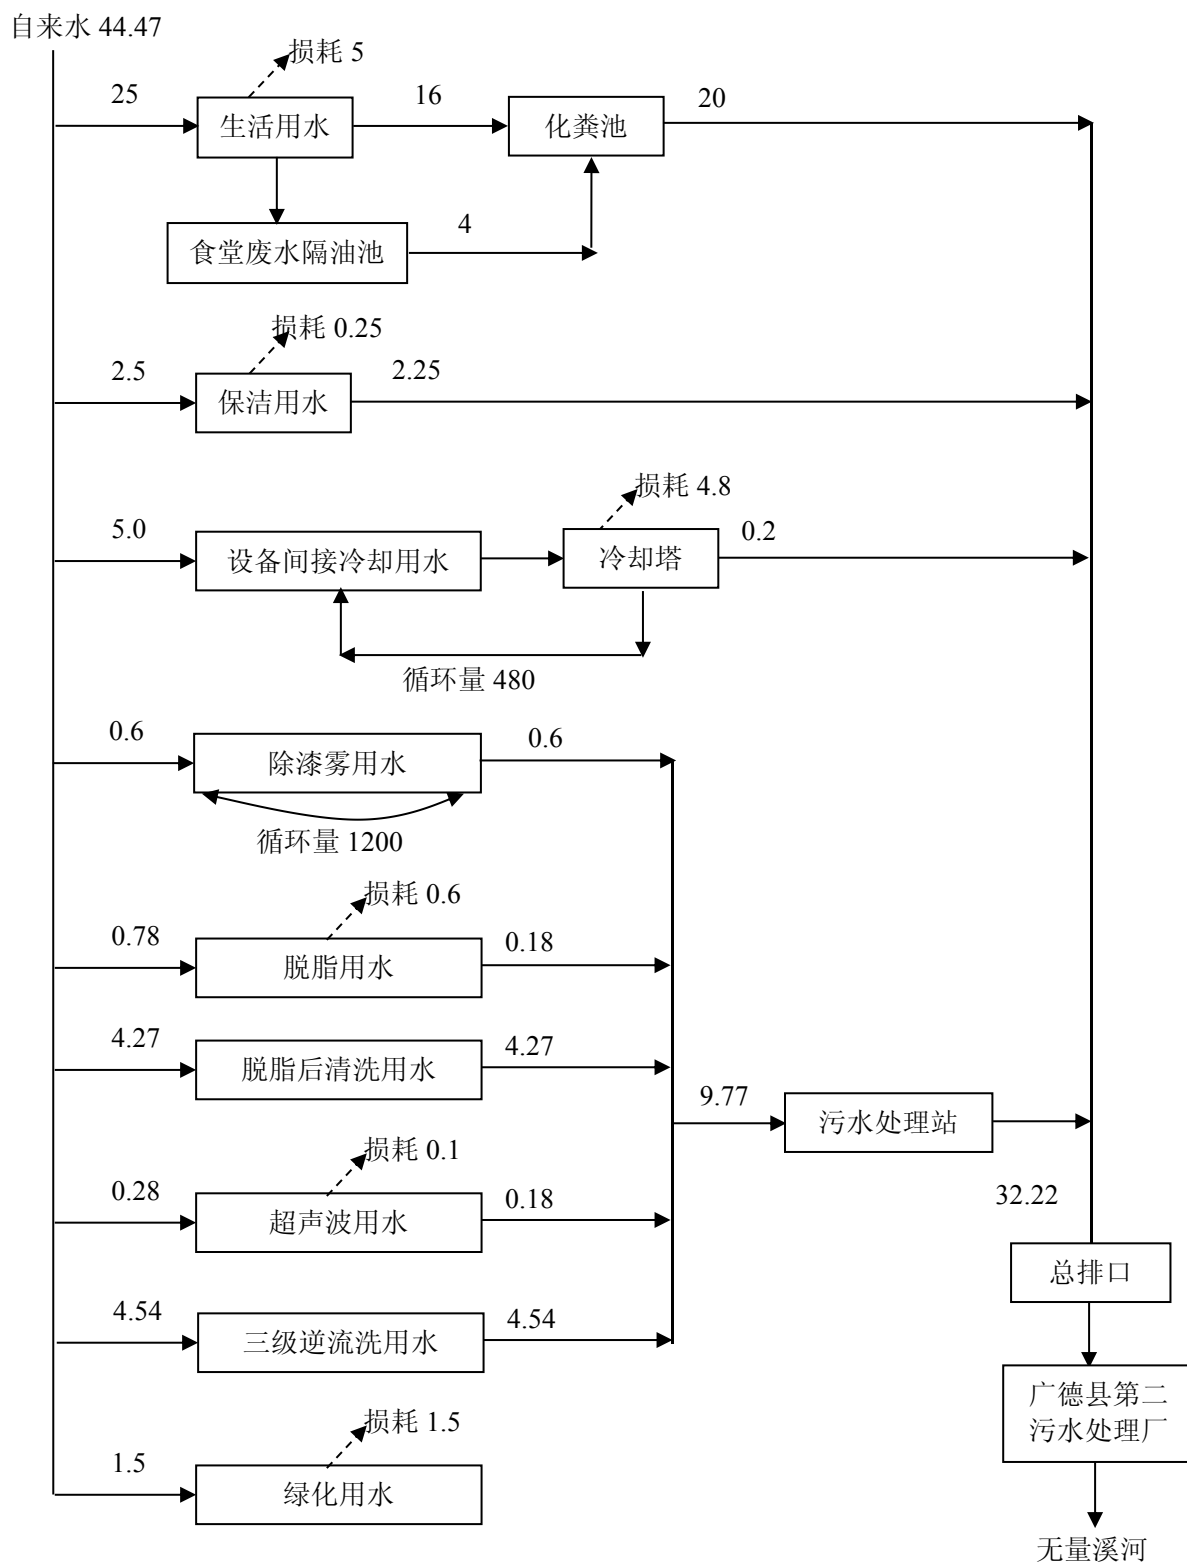 自来水 44.47
损耗 5
25
生活用水
16
化粪池
20
食堂废水隔油池
4
损耗 0.25
2.5
保洁用水
2.25
损耗 4.8
5.0
设备间接冷却用水
冷却塔
0.2
循环量 480
0.6
除漆雾用水
0.6
循环量 1200
损耗 0.6
0.78
脱脂用水
0.18
4.27
脱脂后清洗用水
4.27
9.77
污水处理站
损耗 0.1
0.28
超声波用水
0.18
32.22
总排口
4.54
三级逆流洗用水
4.54
广德县第二
污水处理厂
损耗 1.5
1.5
绿化用水
无量溪河